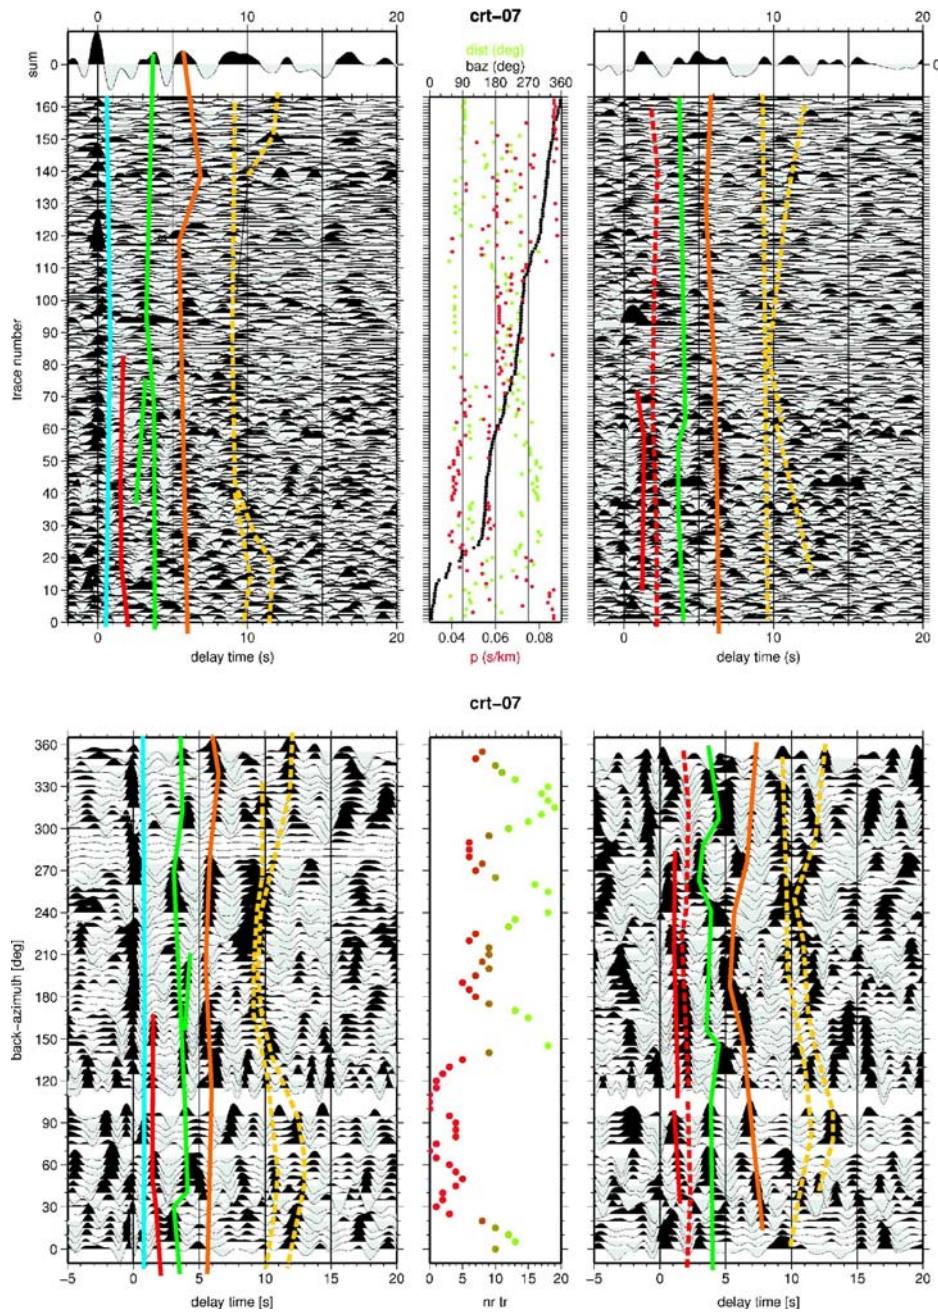 crt-07
0 10 20
0 10 20
dist (deg)
baz (deg)
0 90 180 270 360
sum
0
0
160
150
140
120
110
100
90
80
70
60
50
40
30
20
10
0
trace number
0 10 20
0.04 0.06 0.08
0 10 20
delay time (s)
p (s/km)
delay time (s)
crt-07
360
330
300
270
240
210
180
150
120
90
60
30
0
back-azimuth [deg]
-5 0 5 10 15 20
0 5 10 15 20
-5 0 5 10 15 20
delay time [s]
nr tr
delay time [s]